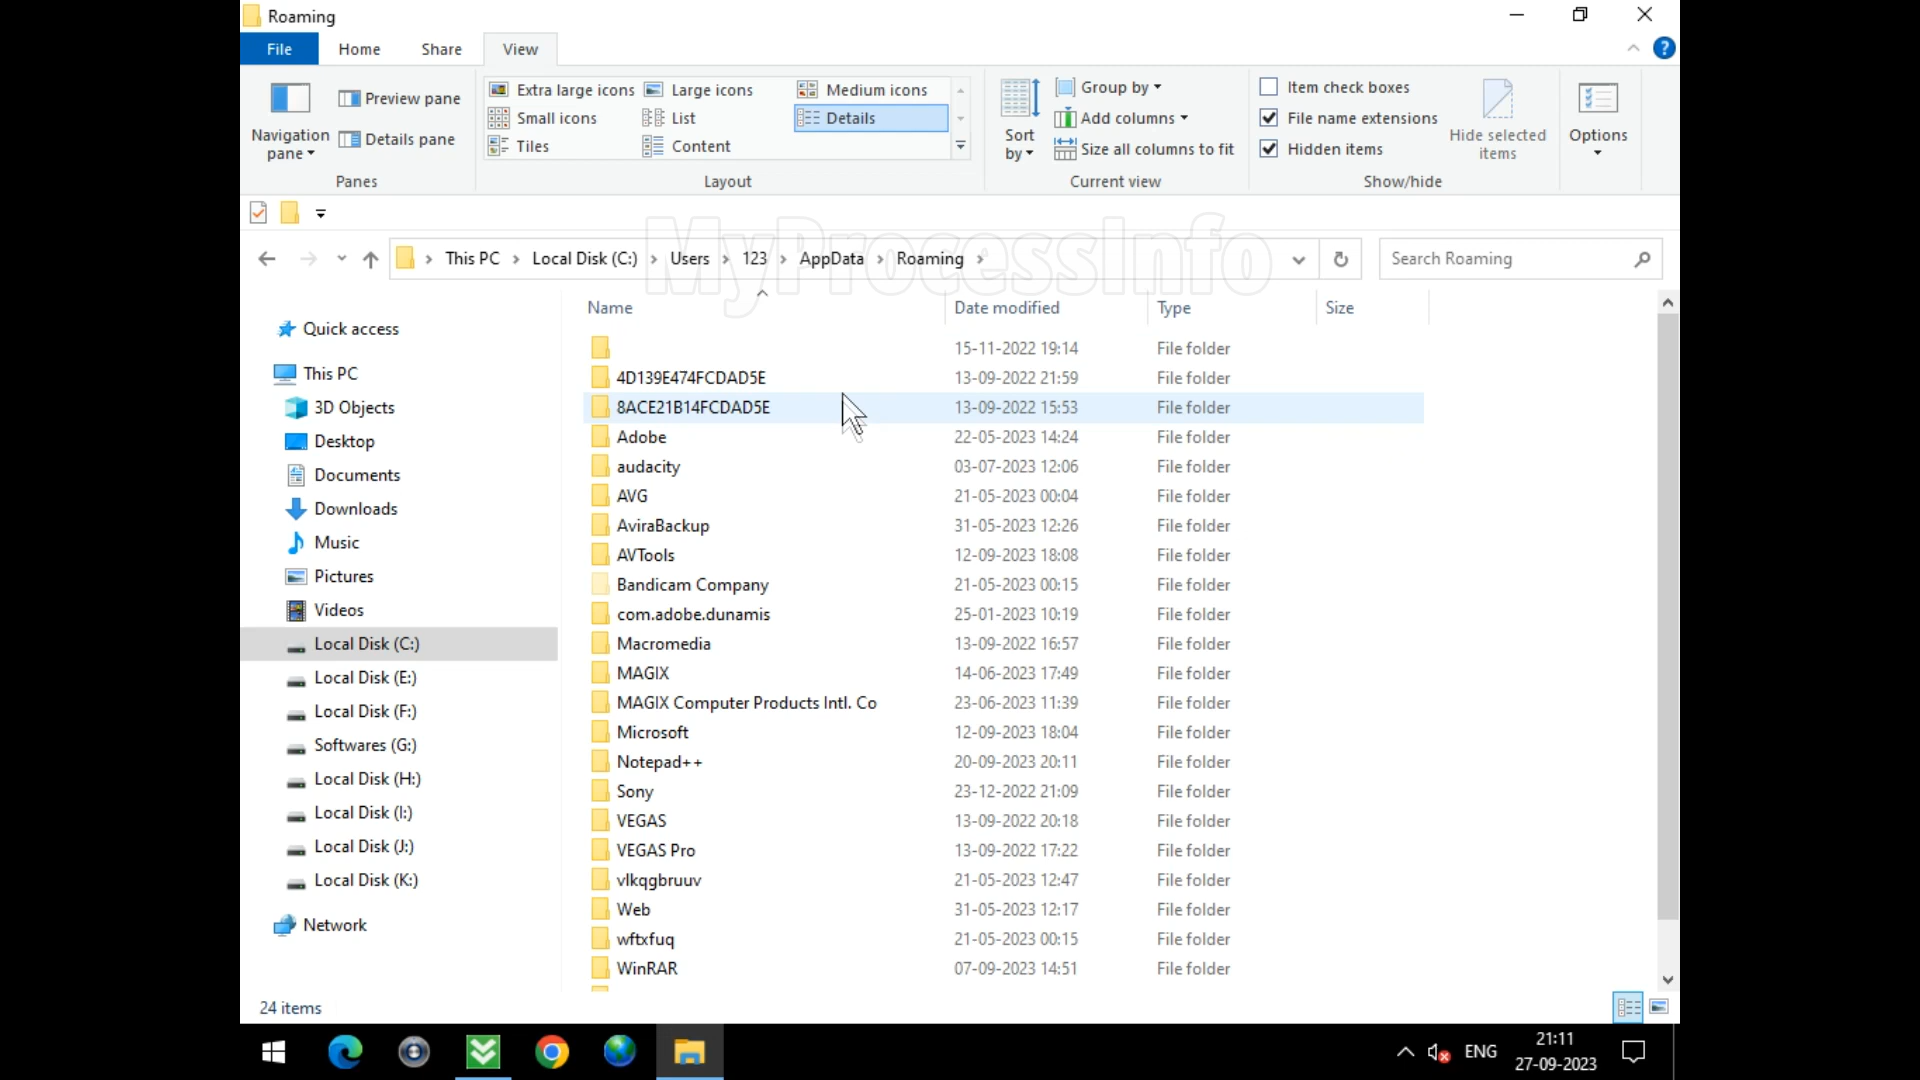 Roaming
File Home Share View
Navigation pane
Preview pane
Details pane
Panes
Extra large icons Large icons Medium icons
Small icons List Details
Tiles Content
Layout
Sort by
Group by
Add columns
Size all columns to fit
Current view
Item check boxes
File name extensions
Hidden items
Hide selected items
Show/hide
Options
MyProcessInfo
This PC Local Disk (C:) Users 123 AppData Roaming
Search Roaming
Quick access
This PC
3D Objects
Desktop
Documents
Downloads
Music
Pictures
Videos
Local Disk (C:)
Local Disk (E:)
Local Disk (F:)
Softwares (G:)
Local Disk (H:)
Local Disk (I:)
Local Disk (J:)
Local Disk (K:)
Network
Name Date modified Type Size
15-11-2022 19:14 File folder
4D139E474FCDAD5E 13-09-2022 21:59 File folder
8ACE21B14FCDAD5E 13-09-2022 15:53 File folder
Adobe 22-05-2023 14:24 File folder
audacity 03-07-2023 12:06 File folder
AVG 21-05-2023 00:04 File folder
AviraBackup 31-05-2023 12:26 File folder
AVTools 12-09-2023 18:08 File folder
Bandicam Company 21-05-2023 00:15 File folder
com.adobe.dunamis 25-01-2023 10:19 File folder
Macromedia 13-09-2022 16:57 File folder
MAGIX 14-06-2023 17:49 File folder
MAGIX Computer Products Intl. Co 23-06-2023 11:39 File folder
Microsoft 12-09-2023 18:04 File folder
Notepad++ 20-09-2023 20:11 File folder
Sony 23-12-2022 21:09 File folder
VEGAS 13-09-2022 20:18 File folder
VEGAS Pro 13-09-2022 17:22 File folder
vlkqgbruuv 21-05-2023 12:47 File folder
Web 31-05-2023 12:17 File folder
wftxfuq 21-05-2023 00:15 File folder
WinRAR 07-09-2023 14:51 File folder
24 items
ENG
21:11
27-09-2023